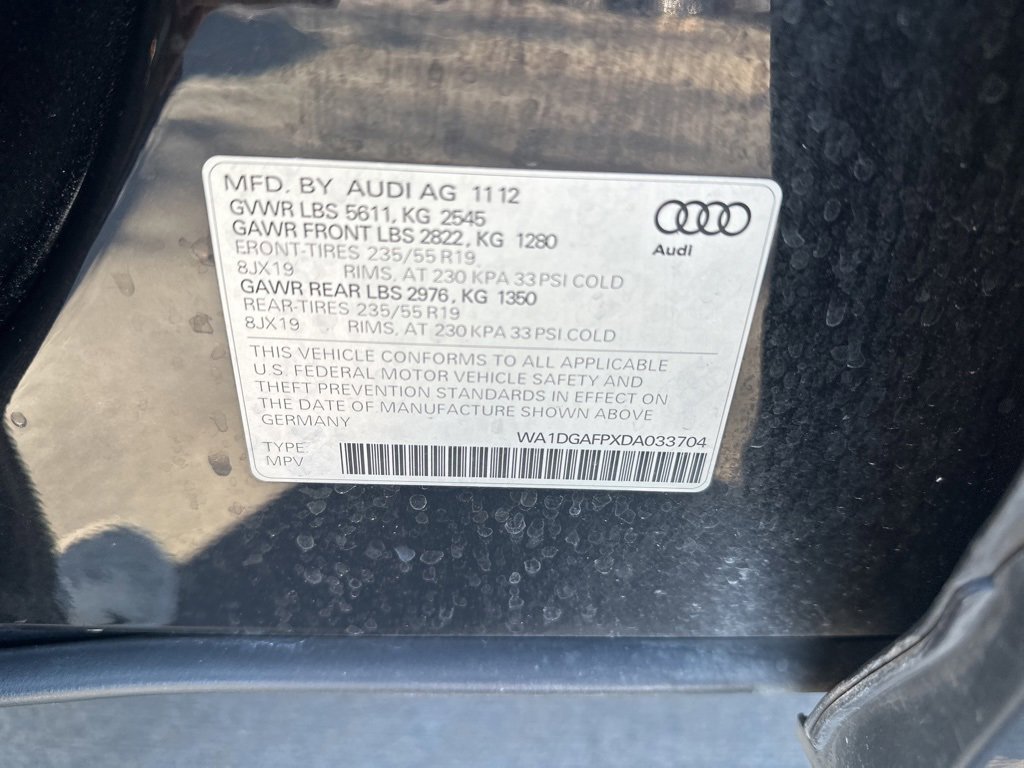 MFD. BY AUDI AG 11 12
GVWR LBS 5611, KG 2545
GAWR FRONT LBS 2822, KG 1280
FRONT-TIRES 235/55 R19
8JX19 RIMS, AT 230 KPA 33 PSI COLD
GAWR REAR LBS 2976, KG 1350
REAR-TIRES 235/55 R19
8JX19 RIMS, AT 230 KPA 33 PSI COLD
Audi
THIS VEHICLE CONFORMS TO ALL APPLICABLE
U.S. FEDERAL MOTOR VEHICLE SAFETY AND
THEFT PREVENTION STANDARDS IN EFFECT ON
THE DATE OF MANUFACTURE SHOWN ABOVE
GERMANY
WA1DGAFPXDA033704
TYPE:
MPV